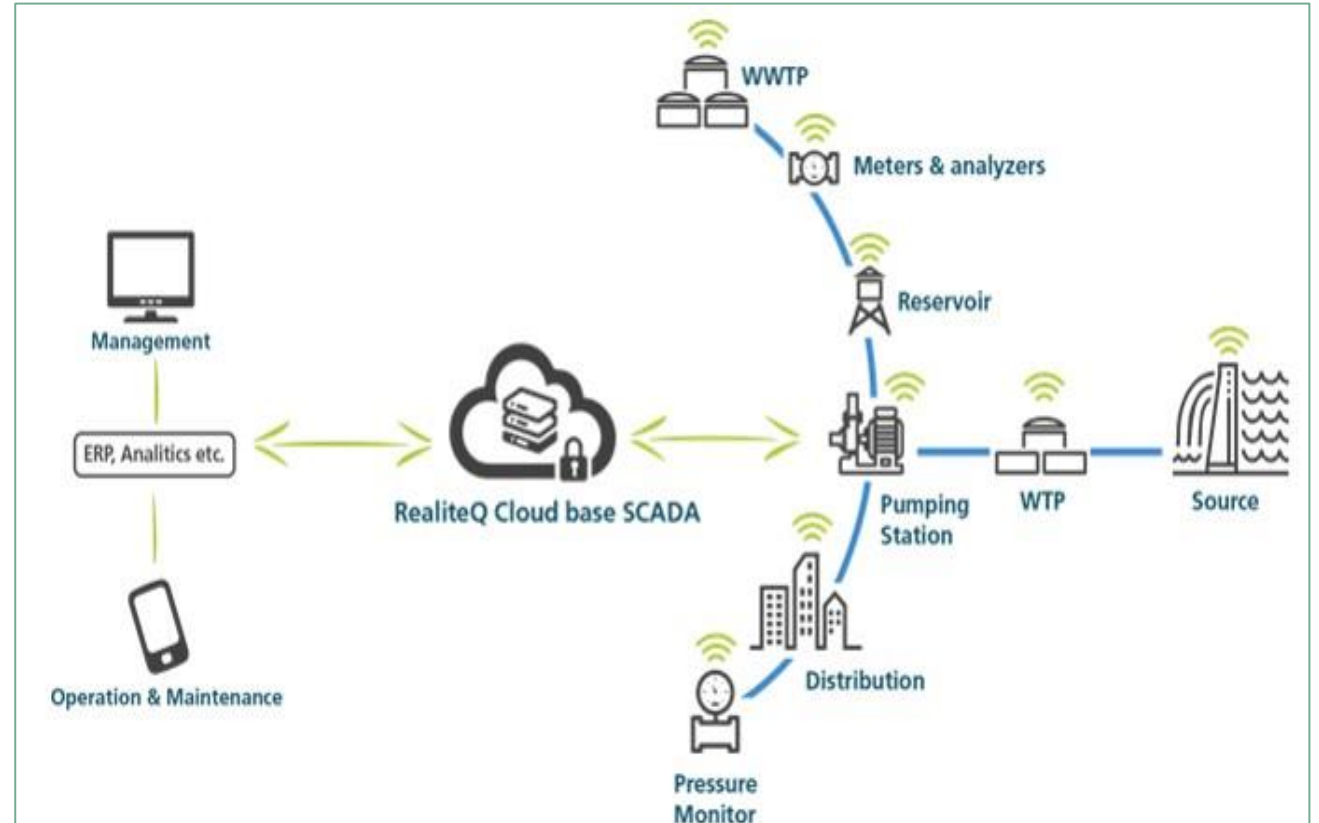 WWTP
Meters & analyzers
Management
Reservoir
ERP, Analitics etc.
RealiteQ Cloud base SCADA
Pumping
Station
WTP
Source
Operation & Maintenance
Distribution
Pressure
Monitor